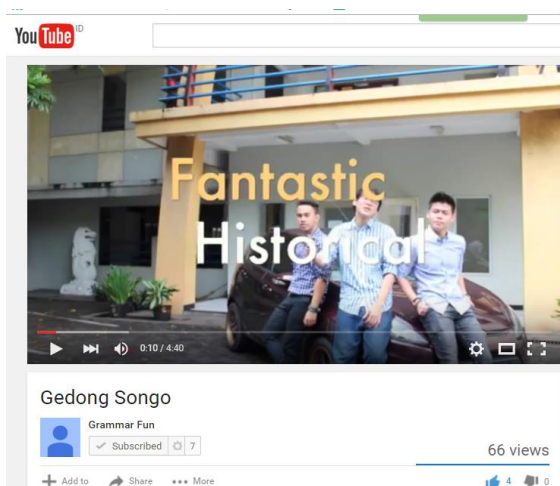 YouTube ID
Fantastic
Historical
0:10 / 4:40
Gedong Songo
Grammar Fun
Subscribed 7
66 views
Add to Share More 4 0